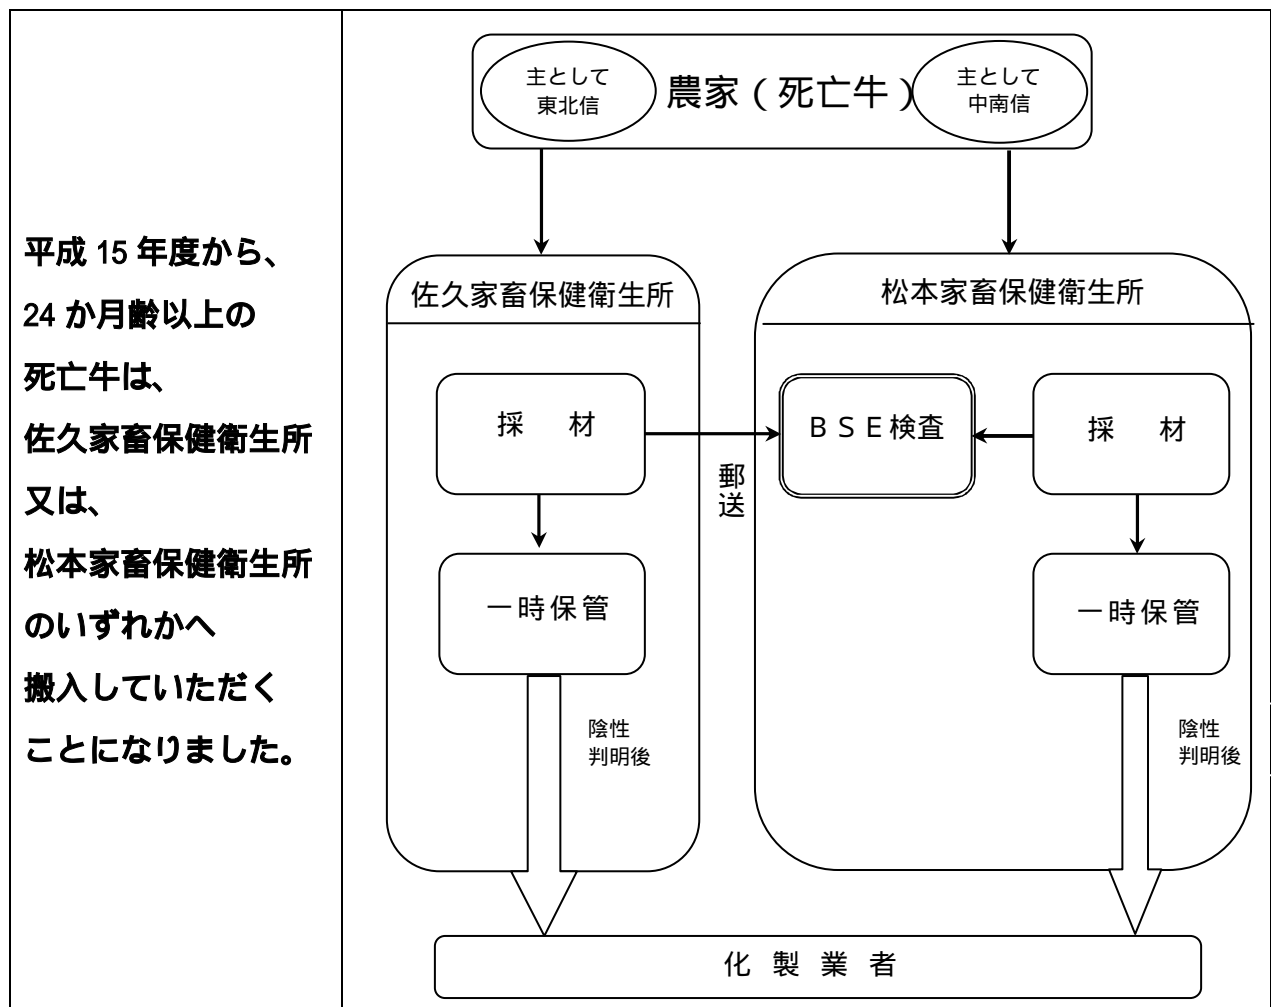 平成 15 年度から、
24 か月齢以上の
死亡牛は、
佐久家畜保健衛生所
又は、
松本家畜保健衛生所
のいずれかへ
搬入していただく
ことになりました。
主として
東北信
農家（死亡牛）
主として
中南信
佐久家畜保健衛生所
松本家畜保健衛生所
採　材
郵送
ＢＳＥ検査
採　材
一時保管
一時保管
陰性
判明後
陰性
判明後
化 製 業 者